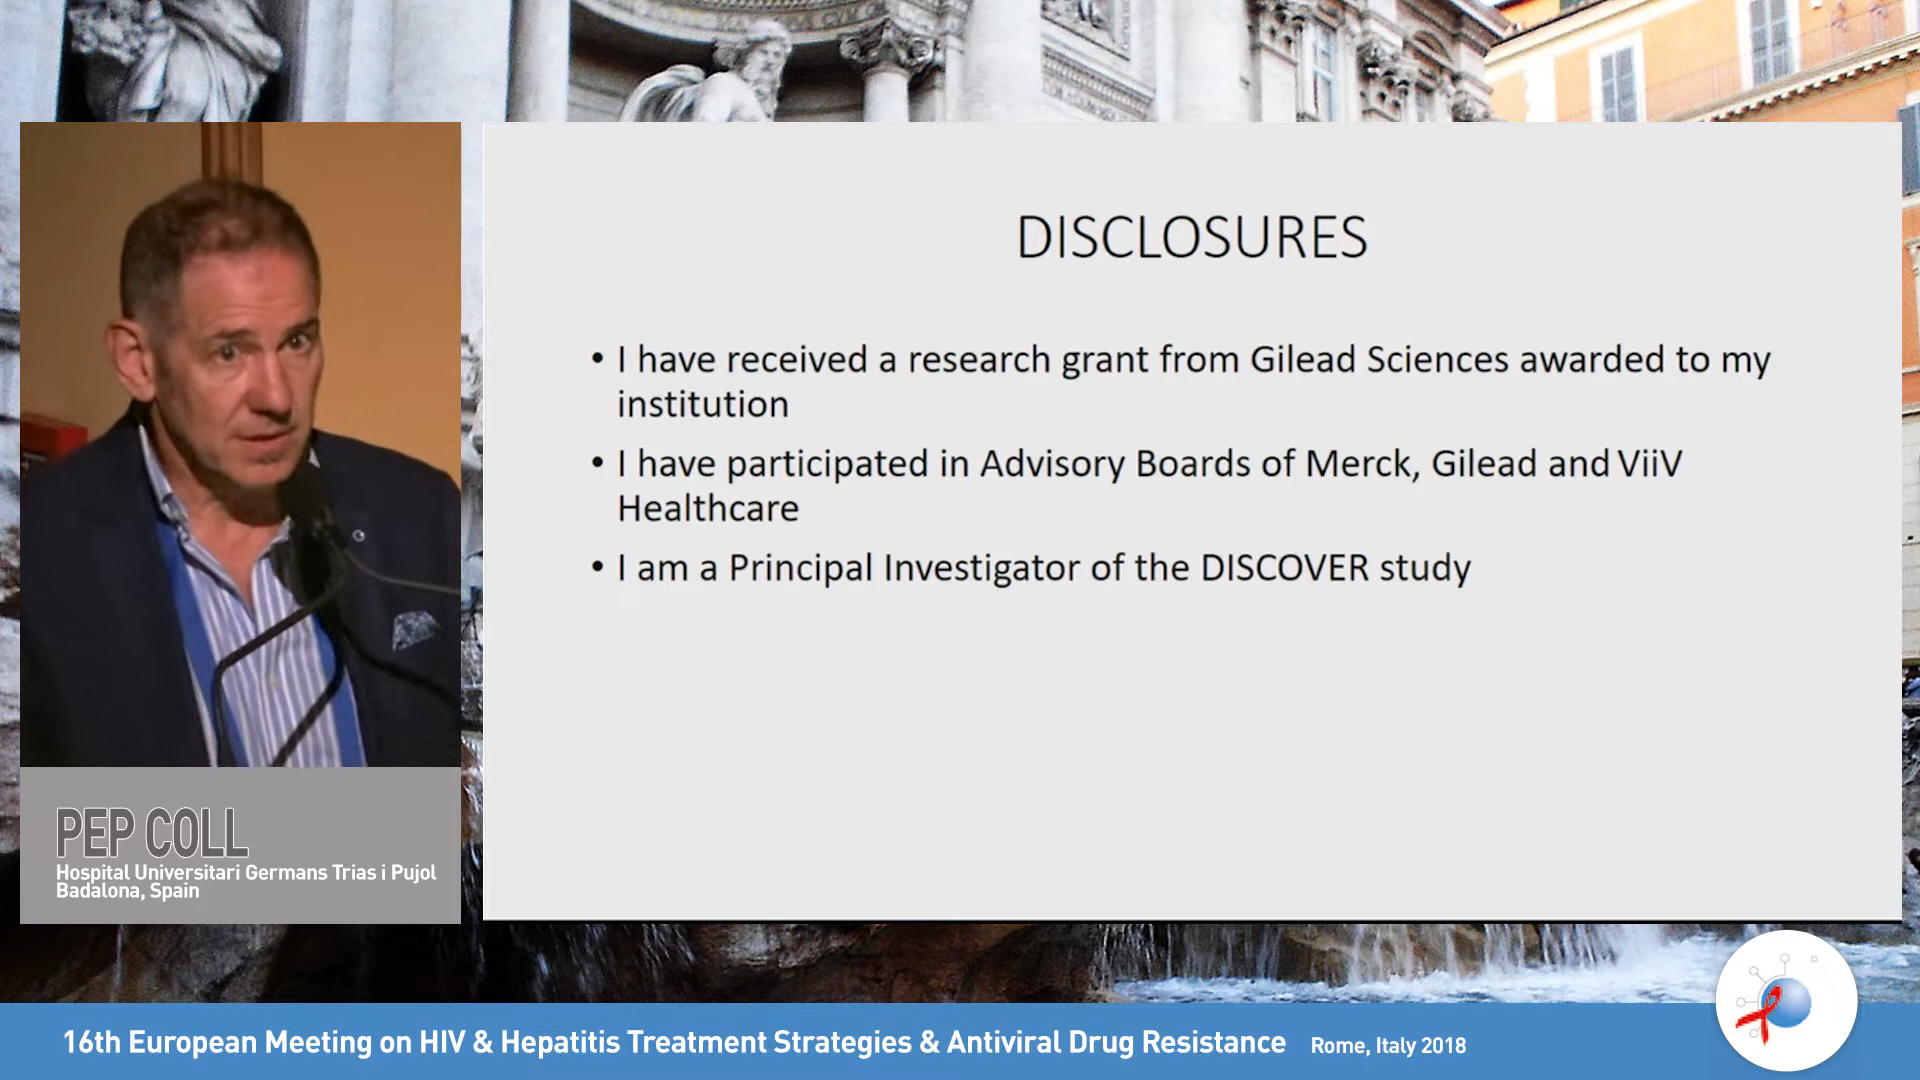 DISCLOSURES
• I have received a research grant from Gilead Sciences awarded to my
institution
• I have participated in Advisory Boards of Merck, Gilead and ViiV
Healthcare
• I am a Principal Investigator of the DISCOVER study
PEP COLL
Hospital Universitari Germans Trias i Pujol
Badalona, Spain
16th European Meeting on HIV & Hepatitis Treatment Strategies & Antiviral Drug Resistance Rome, Italy 2018